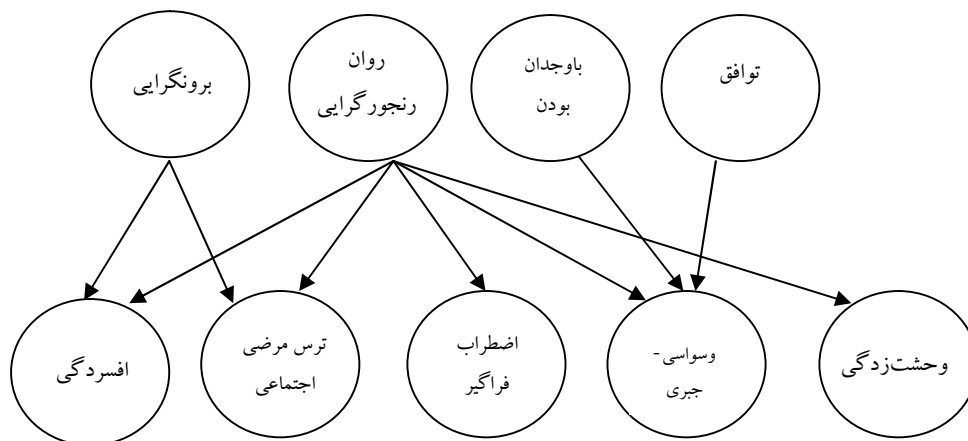 توافق
باوجدان
بودن
روان
رنجورگرایی
برونگرایی
وحشت‌زدگی
وسواسی-
جبری
اضطراب
فراگیر
ترس مرضی
اجتماعی
افسردگی